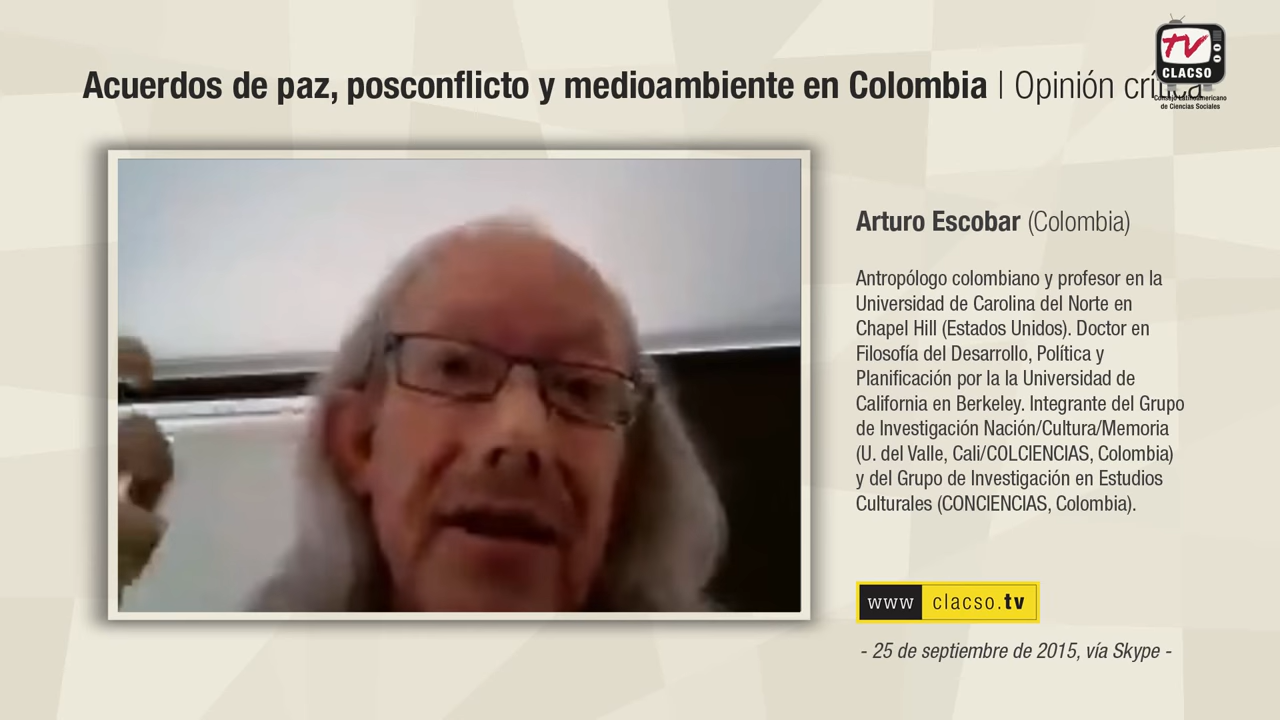 Acuerdos de paz, posconflicto y medioambiente en Colombia | Opinión crítica
TV
CLACSO
Consejo Latinoamericano
de Ciencias Sociales
Arturo Escobar (Colombia)
Antropólogo colombiano y profesor en la
Universidad de Carolina del Norte en
Chapel Hill (Estados Unidos). Doctor en
Filosofía del Desarrollo, Política y
Planificación por la la Universidad de
California en Berkeley. Integrante del Grupo
de Investigación Nación/Cultura/Memoria
(U. del Valle, Cali/COLCIENCIAS, Colombia)
y del Grupo de Investigación en Estudios
Culturales (CONCIENCIAS, Colombia).
www clacso.tv
- 25 de septiembre de 2015, vía Skype -